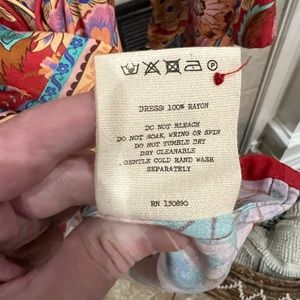 DRESS: 100% RAYON
DO NOT BLEACH
DO NOT SOAK, WRING OR SPIN
DO NOT TUMBLE DRY
DRY CLEANABLE
GENTLE COLD HAND WASH
SEPARATELY
RN 150890